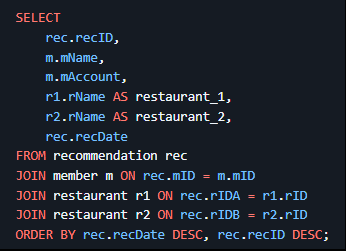 SELECT
    rec.recID,
    m.mName,
    m.mAccount,
    r1.rName AS restaurant_1,
    r2.rName AS restaurant_2,
    rec.recDate
FROM recommendation rec
JOIN member m ON rec.mID = m.mID
JOIN restaurant r1 ON rec.rIDA = r1.rID
JOIN restaurant r2 ON rec.rIDB = r2.rID
ORDER BY rec.recDate DESC, rec.recID DESC;